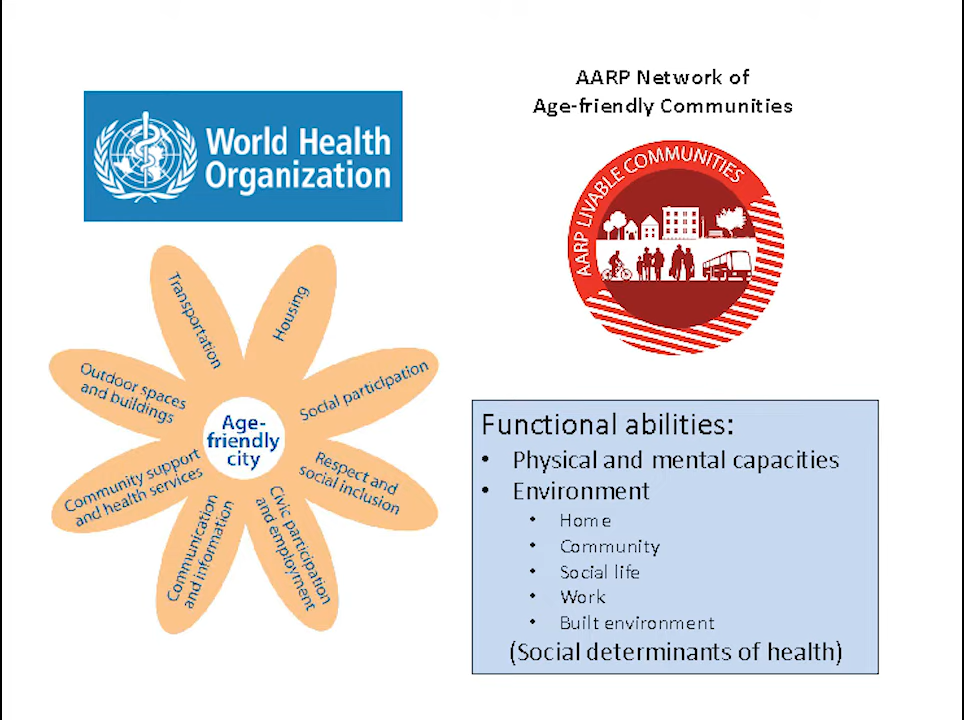 World Health
Organization
AARP Network of
Age-friendly Communities
AARP LIVABLE COMMUNITIES
Age-
friendly
city
Transportation
Housing
Social participation
Respect and
social inclusion
Civic participation
and employment
Communication
and information
Community support
and health services
Outdoor spaces
and buildings
Functional abilities:
• Physical and mental capacities
• Environment
• Home
• Community
• Social life
• Work
• Built environment
(Social determinants of health)